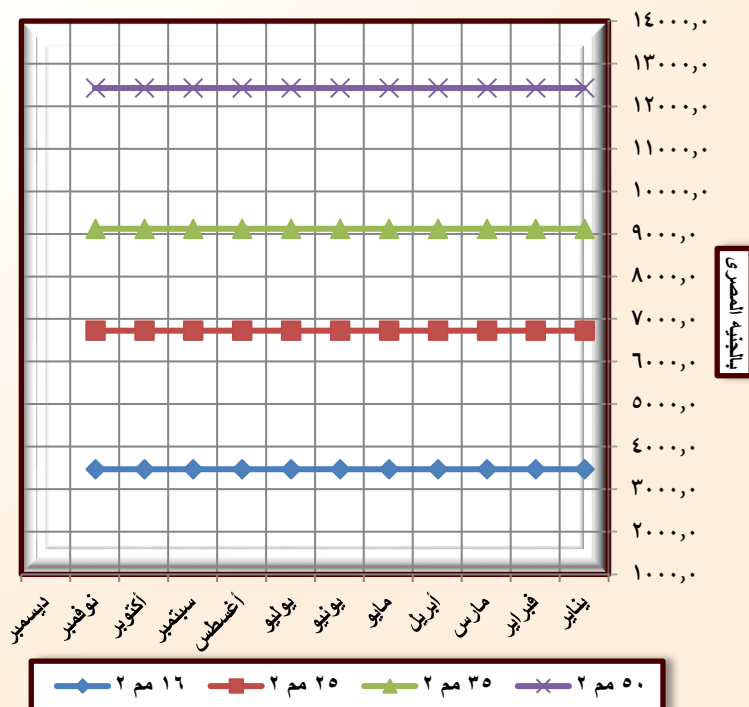 ١٤٠٠٠,٠
١٣٠٠٠,٠
١٢٠٠٠,٠
١١٠٠٠,٠
١٠٠٠٠,٠
٩٠٠٠,٠
٨٠٠٠,٠
٧٠٠٠,٠
٦٠٠٠,٠
٥٠٠٠,٠
٤٠٠٠,٠
٣٠٠٠,٠
٢٠٠٠,٠
١٠٠٠,٠
بالجنيه المصرى
يناير
فبراير
مارس
أبريل
مايو
يونيو
يوليو
أغسطس
سبتمبر
أكتوبر
نوفمبر
ديسمبر
١٦ مم ٢
٢٥ مم ٢
٣٥ مم ٢
٥٠ مم ٢